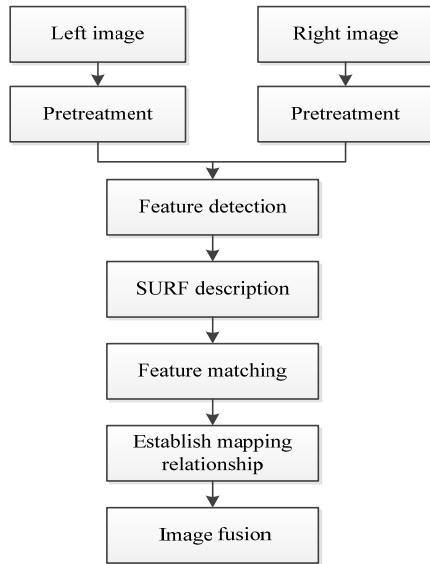 Left image
Right image
Pretreatment
Pretreatment
Feature detection
SURF description
Feature matching
Establish mapping
relationship
Image fusion